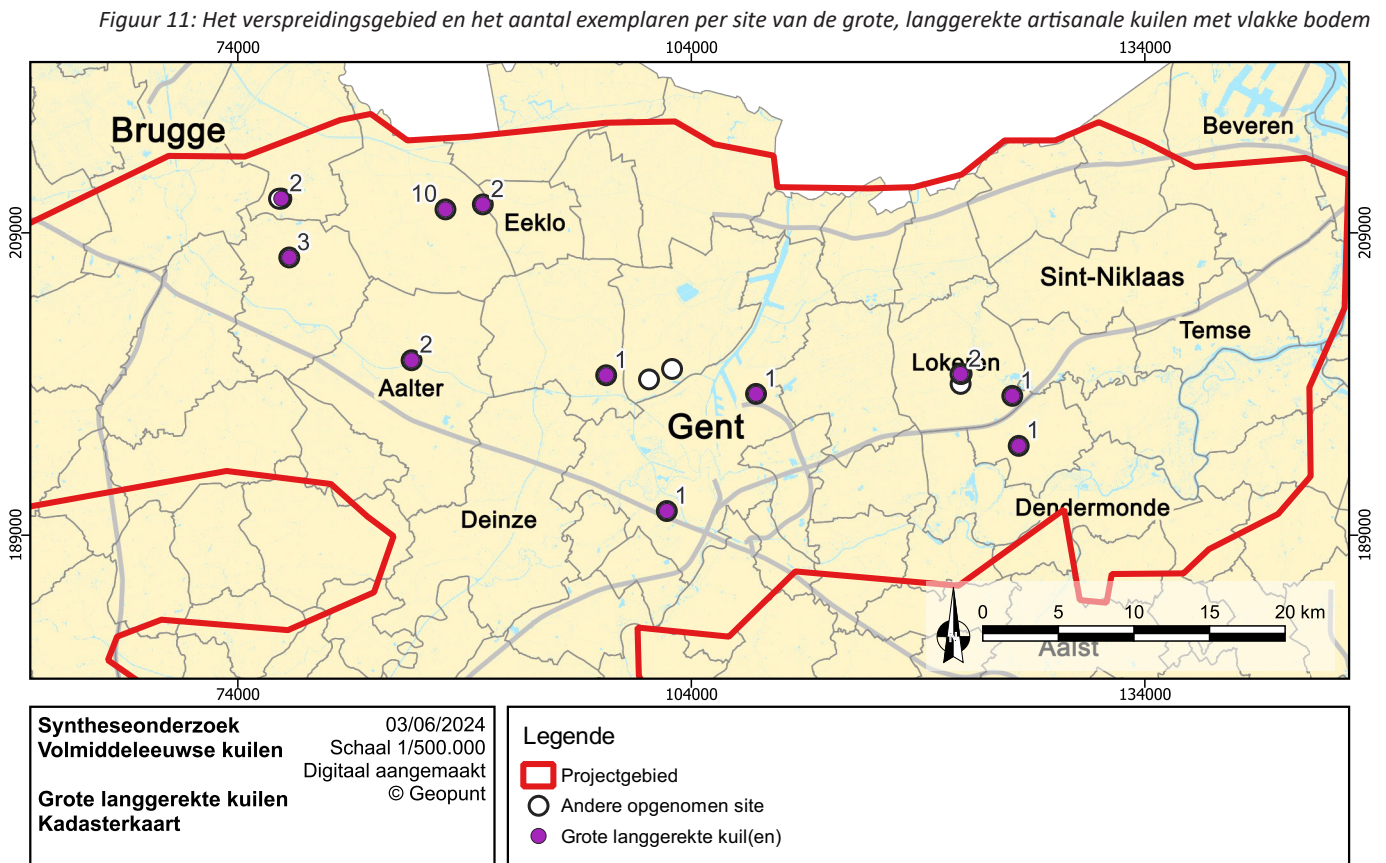 Figuur 11: Het verspreidingsgebied en het aantal exemplaren per site van de grote, langgerekte artisanale kuilen met vlakke bodem
74000 104000 134000
Brugge
Beveren
2
10
2
Eeklo
209000
209000
3
Sint-Niklaas
Temse
2
Aalter
1
1
Lokeren
2
1
Gent
1
Dendermonde
1
Deinze
189000
189000
0 5 10 15 20 km
N
Aalst
74000 104000 134000
Syntheseonderzoek
Volmiddeleeuwse kuilen
Grote langgerekte kuilen
Kadasterkaart
03/06/2024
Schaal 1/500.000
Digitaal aangemaakt
© Geopunt
Legende
Projectgebied
Andere opgenomen site
Grote langgerekte kuil(en)